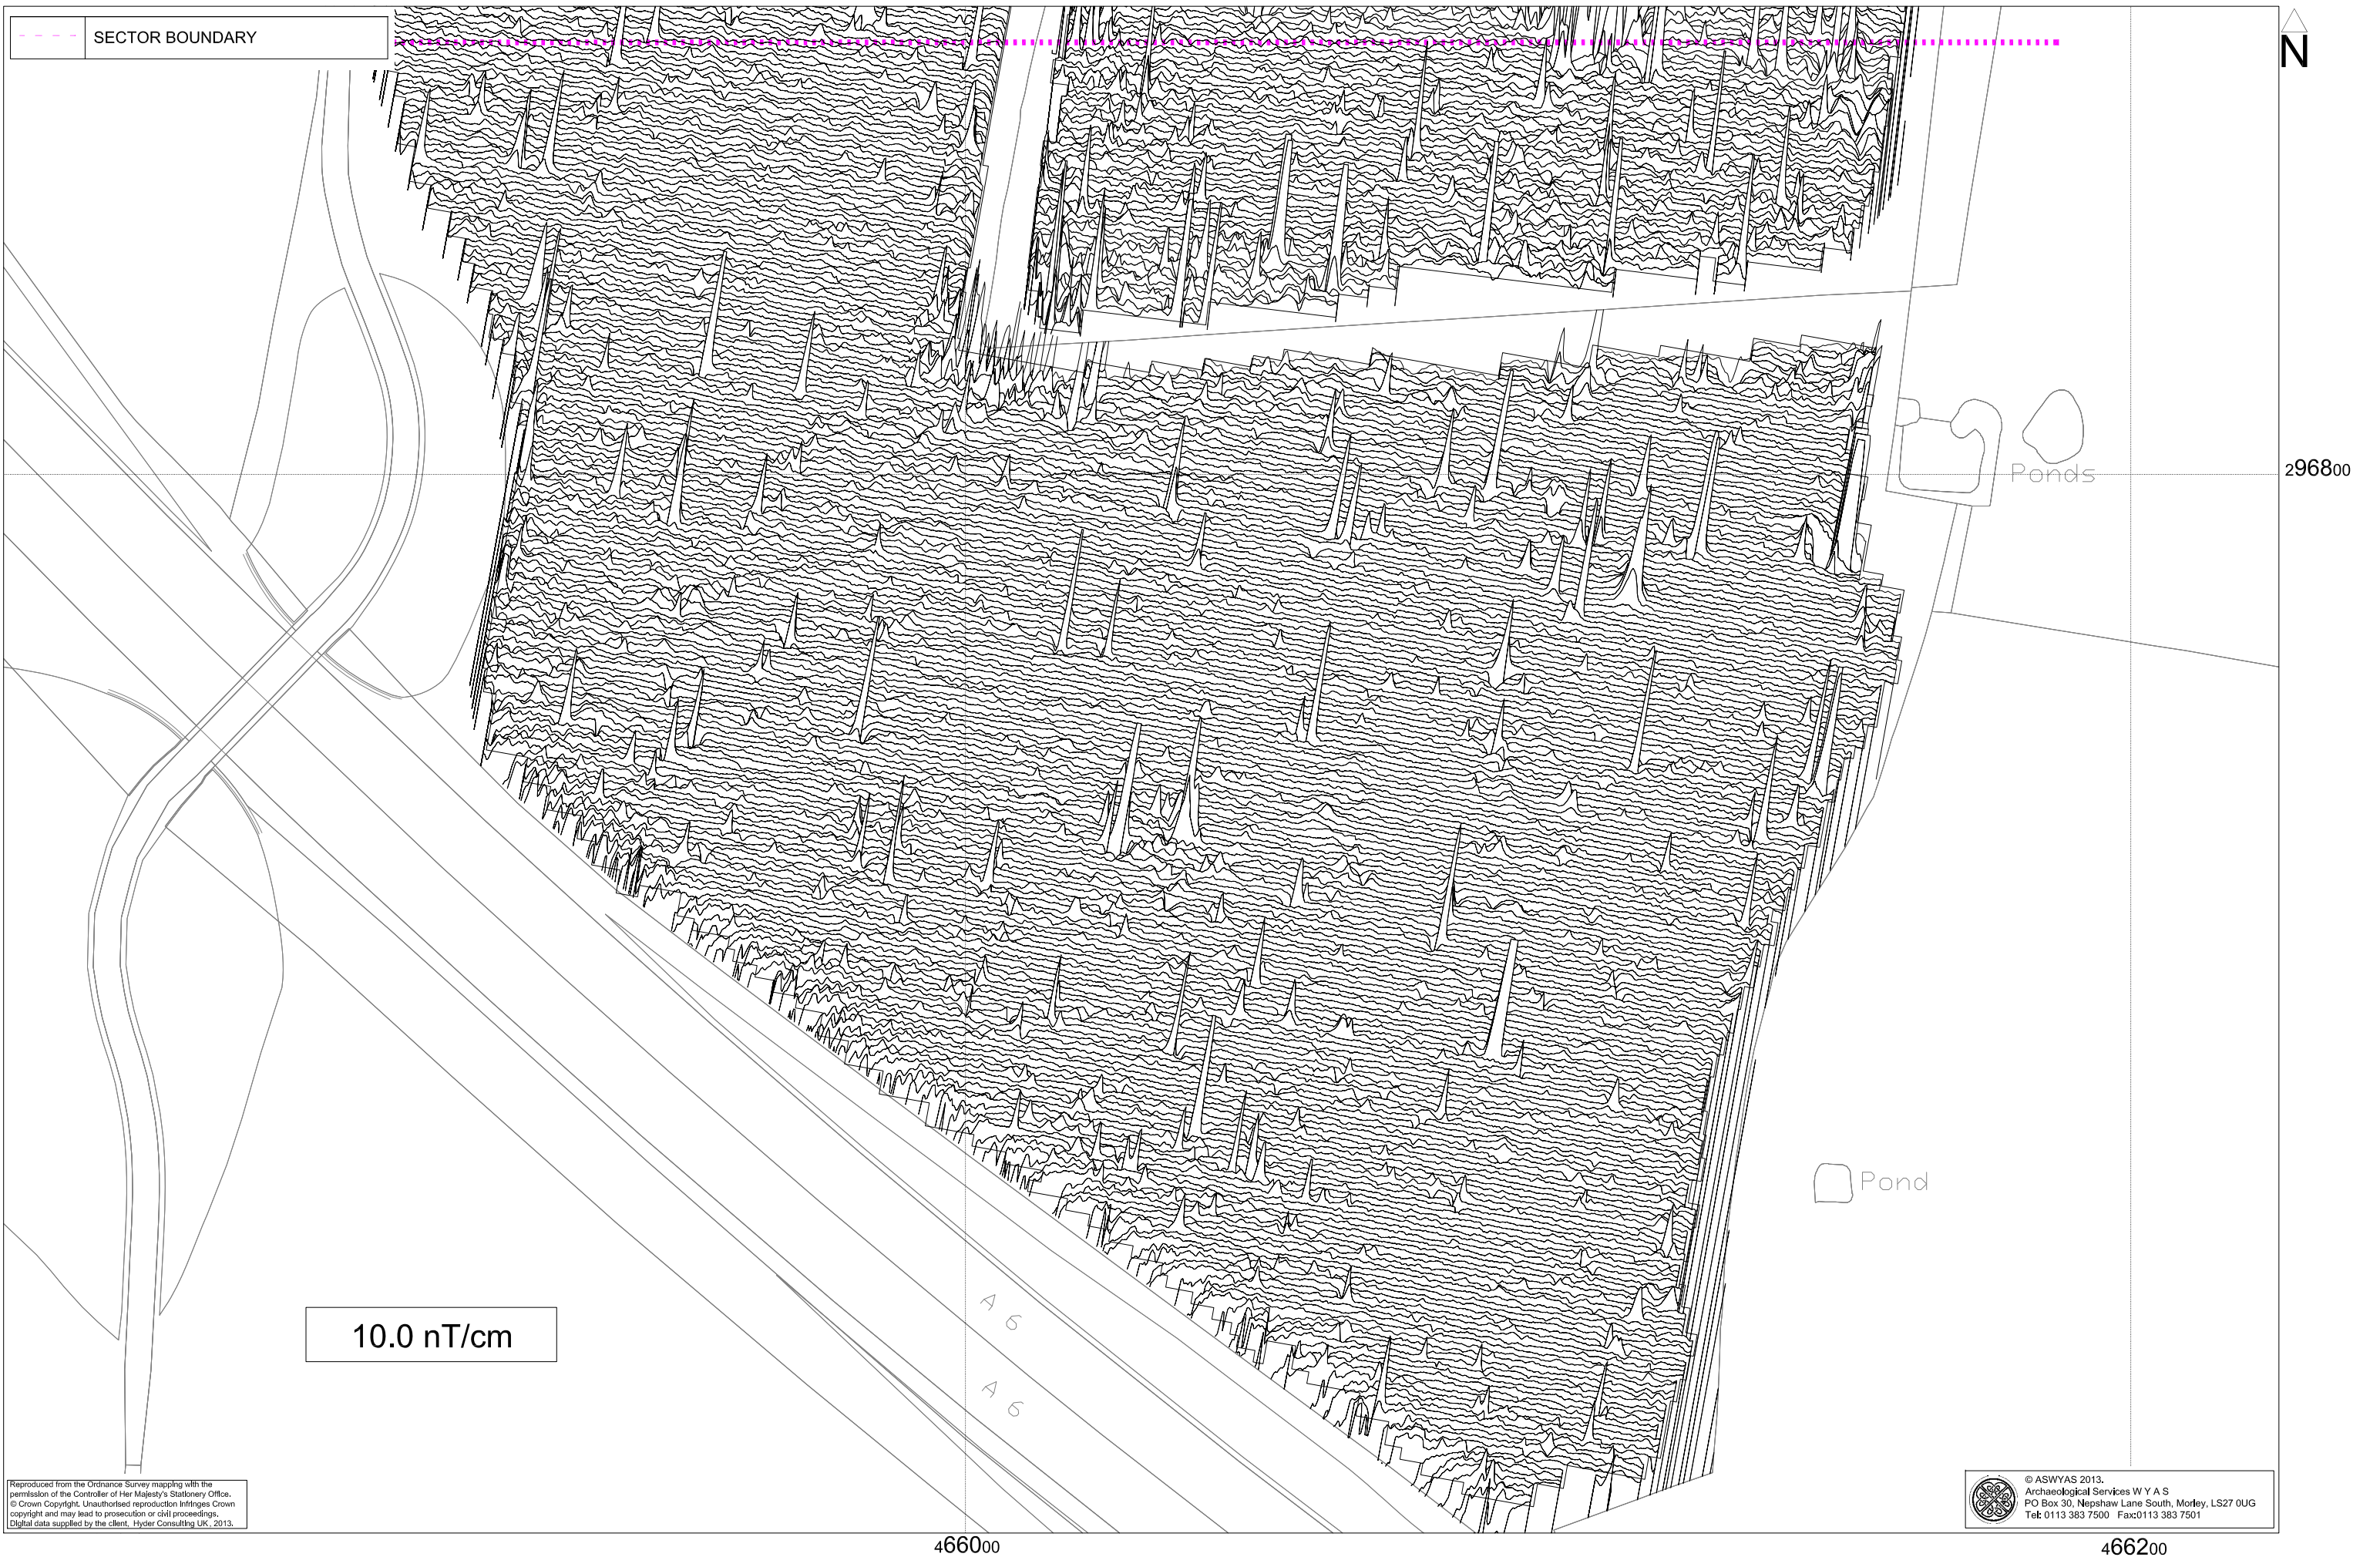 SECTOR BOUNDARY
N
296800
Ponds
Pond
A 6
A 6
10.0 nT/cm
Reproduced from the Ordnance Survey mapping with the
permission of the Controller of Her Majesty's Stationery Office.
© Crown Copyright. Unauthorised reproduction infringes Crown
copyright and may lead to prosecution or civil proceedings.
Digital data supplied by the client, Hyder Consulting UK, 2013.
© ASWYAS 2013.
Archaeological Services W Y A S
PO Box 30, Nepshaw Lane South, Morley, LS27 0UG
Tel: 0113 383 7500 Fax:0113 383 7501
466000
466200